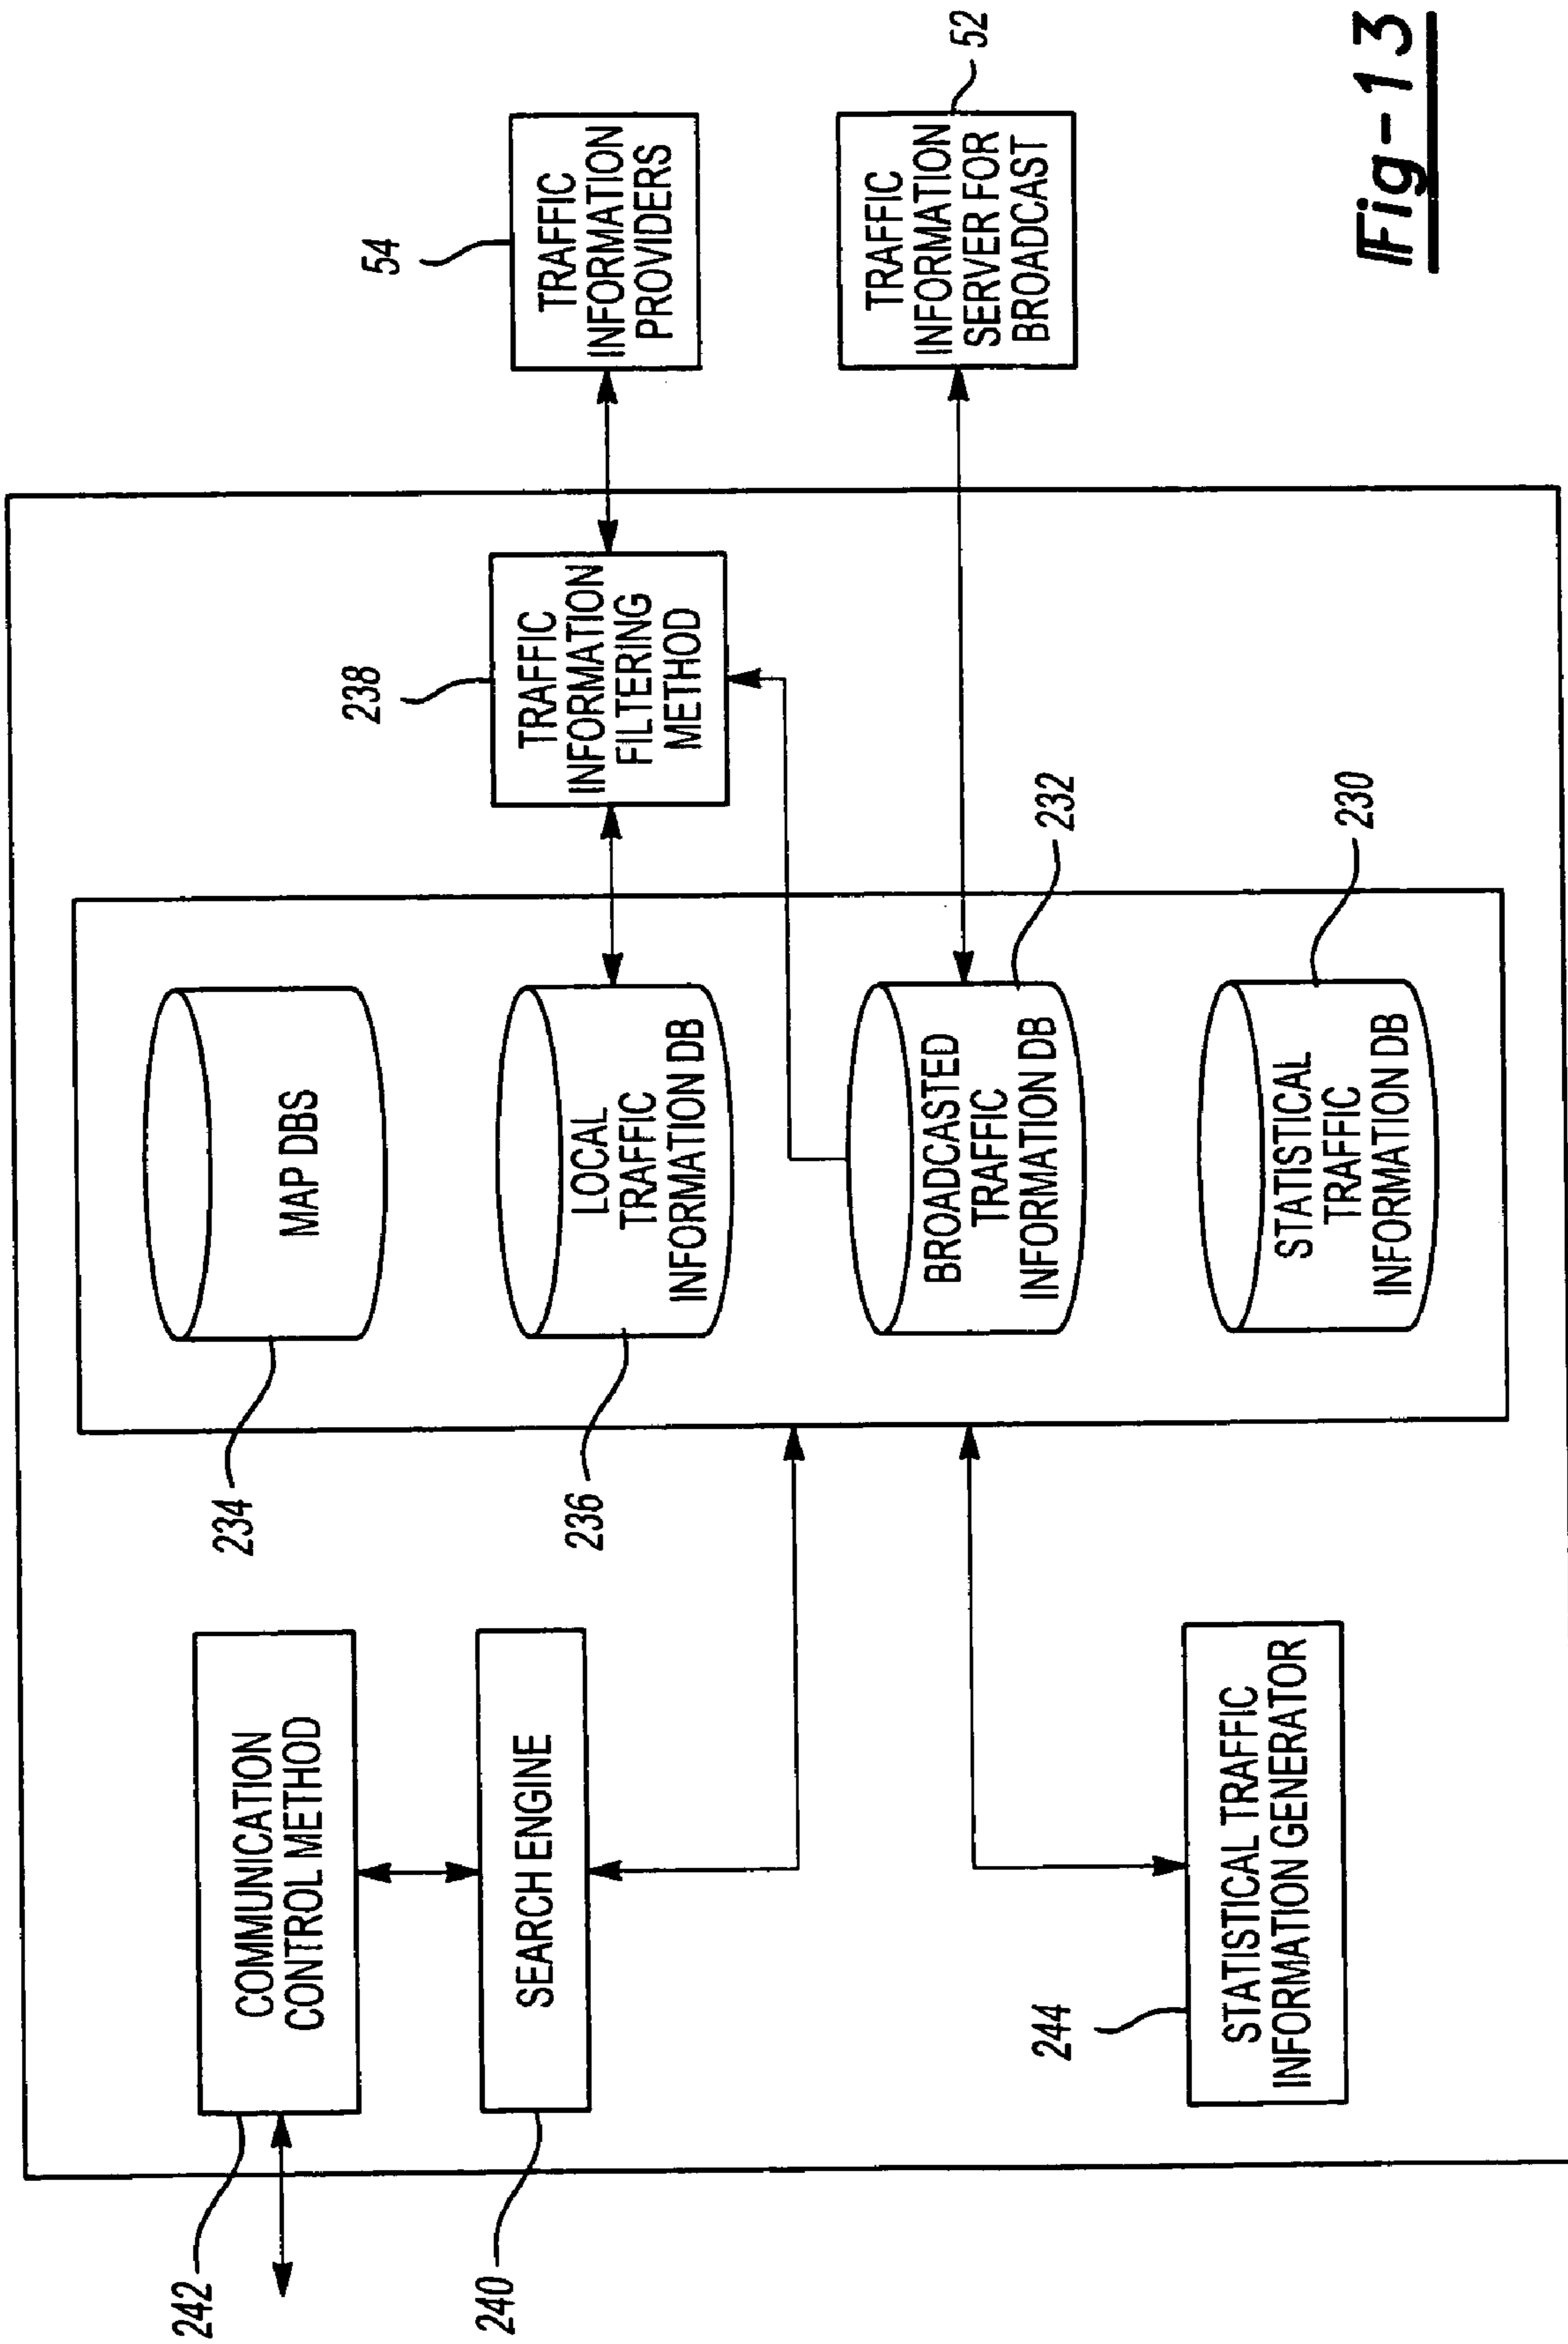 242
COMMUNICATION
CONTROL METHOD
240
SEARCH ENGINE
244
STATISTICAL TRAFFIC
INFORMATION GENERATOR
234
MAP DBS
236
LOCAL
TRAFFIC
INFORMATION DB
BROADCASTED
TRAFFIC
INFORMATION DB
232
STATISTICAL
TRAFFIC
INFORMATION DB
230
238
TRAFFIC
INFORMATION
FILTERING
METHOD
54
TRAFFIC
INFORMATION
PROVIDERS
TRAFFIC
INFORMATION
SERVER FOR
BROADCAST
52
Fig-13